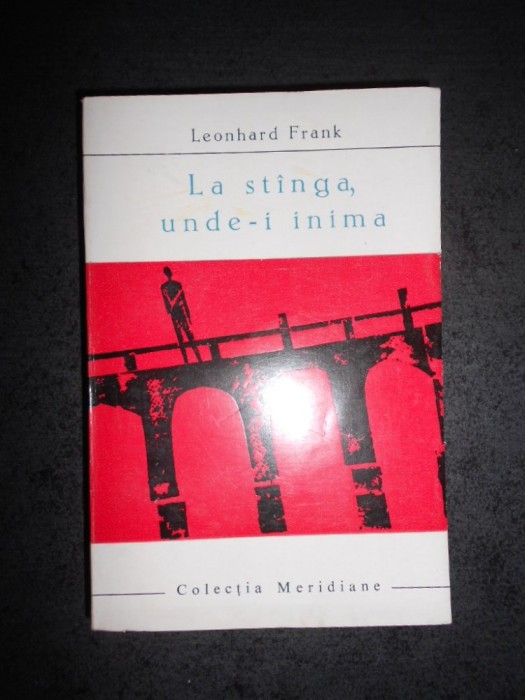 Leonhard Frank
La stînga,
unde-i inima
Colecția Meridiane